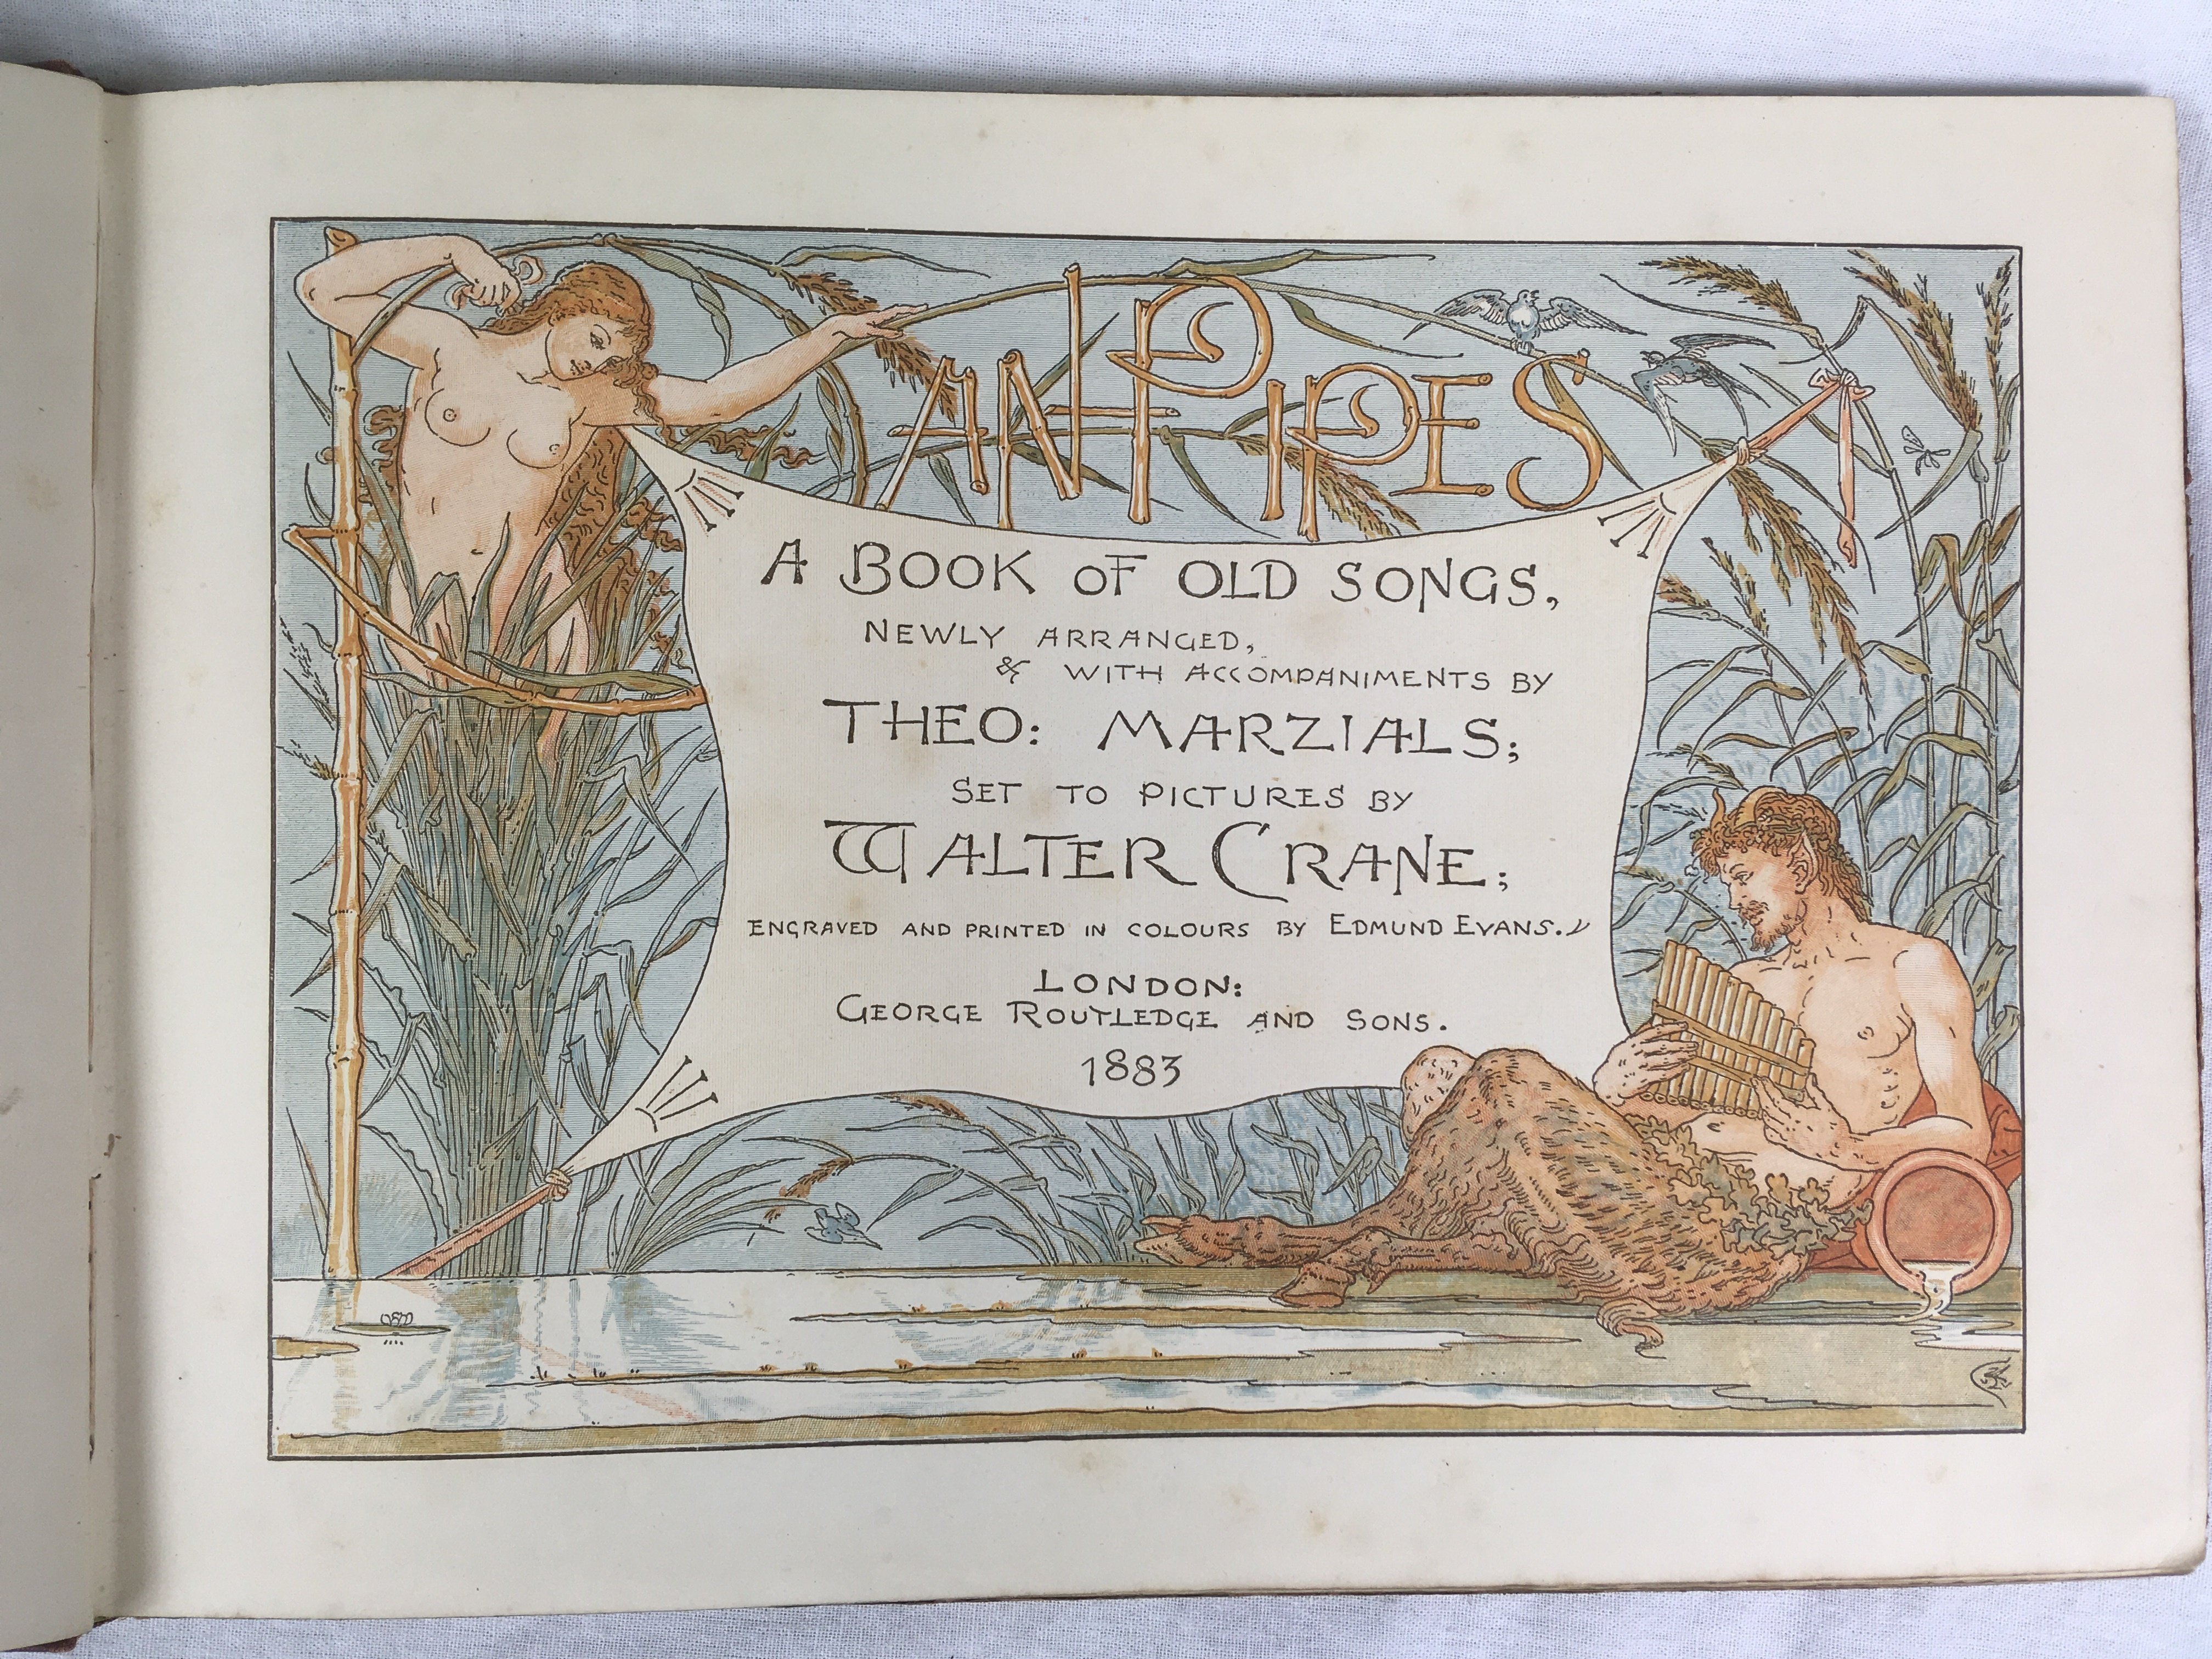 PAN PIPES
A BOOK OF OLD SONGS,
NEWLY ARRANGED,
& WITH ACCOMPANIMENTS BY
THEO: MARZIALS;
SET TO PICTURES BY
WALTER CRANE;
ENGRAVED AND PRINTED IN COLOURS BY EDMUND EVANS.
LONDON:
GEORGE ROUTLEDGE AND SONS.
1883